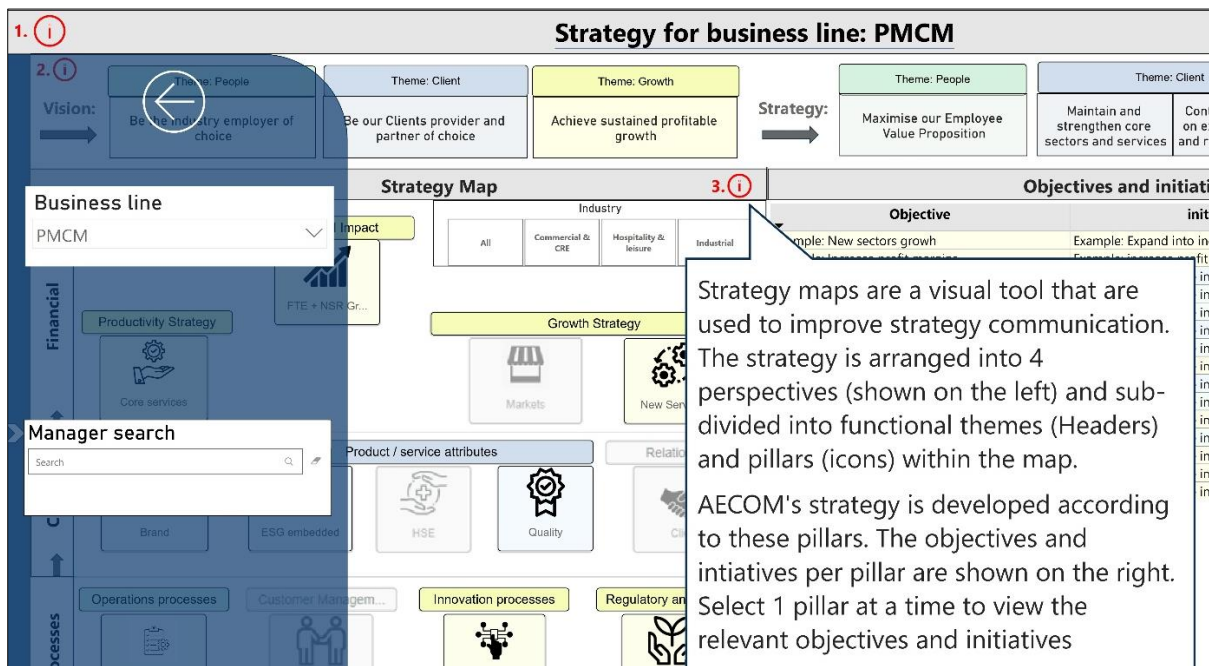 1. i
Strategy for business line: PMCM
2. i
Vision:
Theme: People
Be the industry employer of
choice
Theme: Client
Be our Clients provider and
partner of choice
Theme: Growth
Achieve sustained profitable
growth
Strategy:
Theme: People
Maximise our Employee
Value Proposition
Theme: Client
Maintain and
strengthen core
sectors and services
Strategy Map
3. i
Business line
PMCM
Impact
FTE + NSR Gr...
Industry
All
Commercial &
CRE
Hospitality &
leisure
Industrial
Financial
Productivity Strategy
Core services
Growth Strategy
Markets
New Ser
Manager search
Search
Product / service attributes
Relatio
Brand
ESG embedded
HSE
Quality
Operations processes
Customer Managem...
Innovation processes
Regulatory an
Objectives and initiati
Objective
init
mple: New sectors growth
Example: Expand into in
Strategy maps are a visual tool that are
used to improve strategy communication.
The strategy is arranged into 4
perspectives (shown on the left) and sub-
divided into functional themes (Headers)
and pillars (icons) within the map.
AECOM's strategy is developed according
to these pillars. The objectives and
intiatives per pillar are shown on the right.
Select 1 pillar at a time to view the
relevant objectives and initiatives